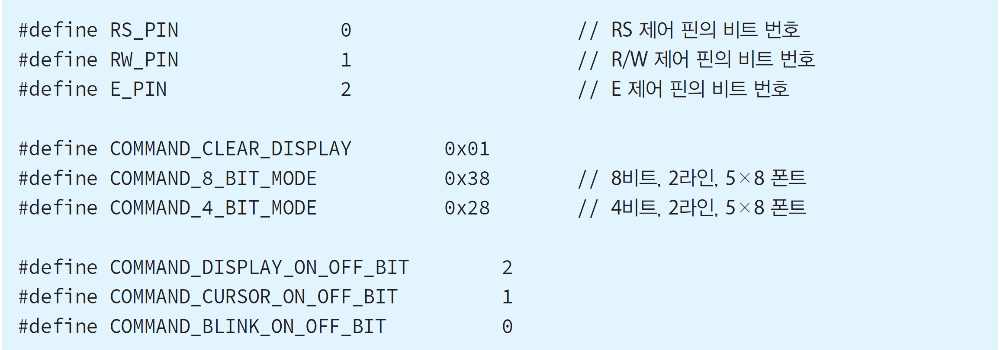 #define RS_PIN 0 // RS 제어 핀의 비트 번호
#define RW_PIN 1 // R/W 제어 핀의 비트 번호
#define E_PIN 2 // E 제어 핀의 비트 번호
#define COMMAND_CLEAR_DISPLAY 0x01
#define COMMAND_8_BIT_MODE 0x38 // 8비트, 2라인, 5×8 폰트
#define COMMAND_4_BIT_MODE 0x28 // 4비트, 2라인, 5×8 폰트
#define COMMAND_DISPLAY_ON_OFF_BIT 2
#define COMMAND_CURSOR_ON_OFF_BIT 1
#define COMMAND_BLINK_ON_OFF_BIT 0